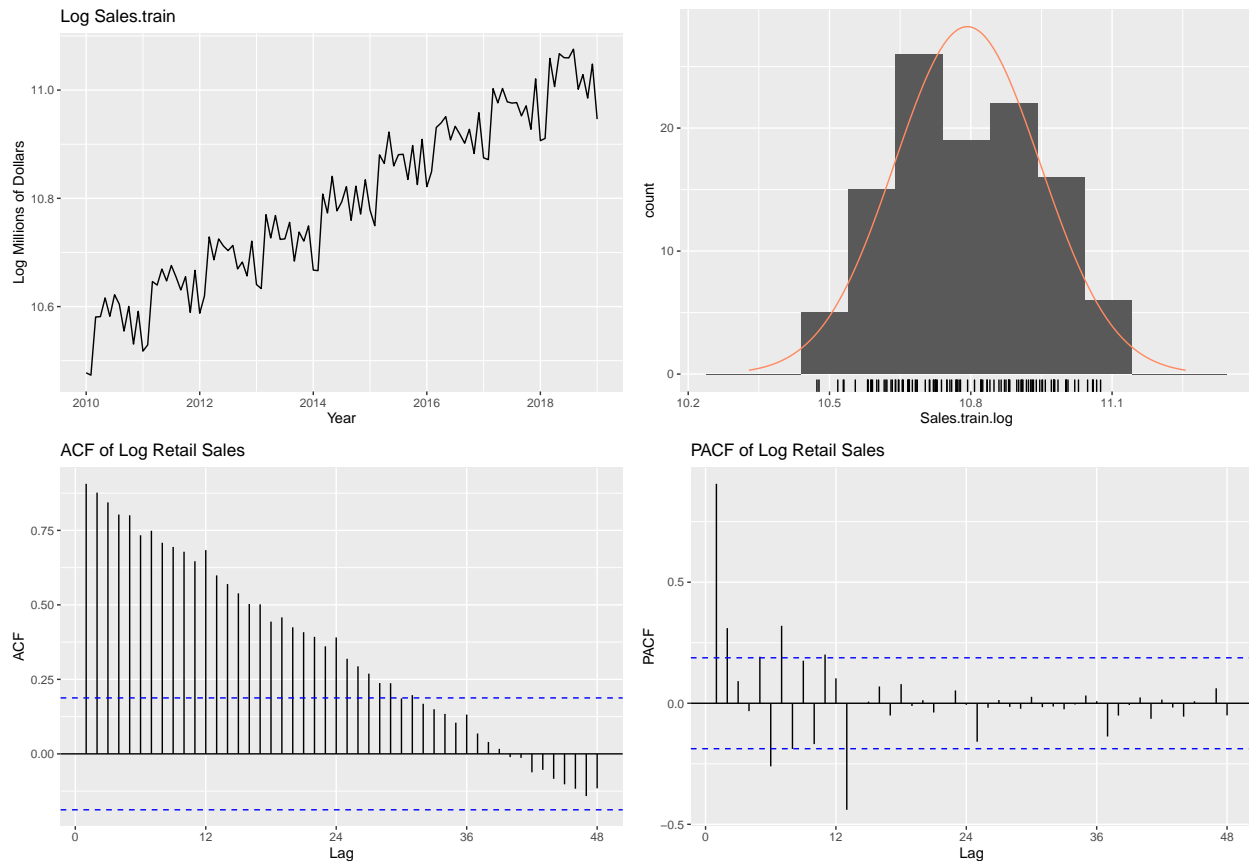 Log Sales.train
11.0
10.8
10.6
Log Millions of Dollars
2010
2012
2014
2016
2018
Year
20
10
0
count
10.2
10.5
10.8
11.1
Sales.train.log
ACF of Log Retail Sales
0.75
0.50
0.25
0.00
ACF
0
12
24
36
48
Lag
PACF of Log Retail Sales
0.5
0.0
−0.5
PACF
0
12
24
36
48
Lag